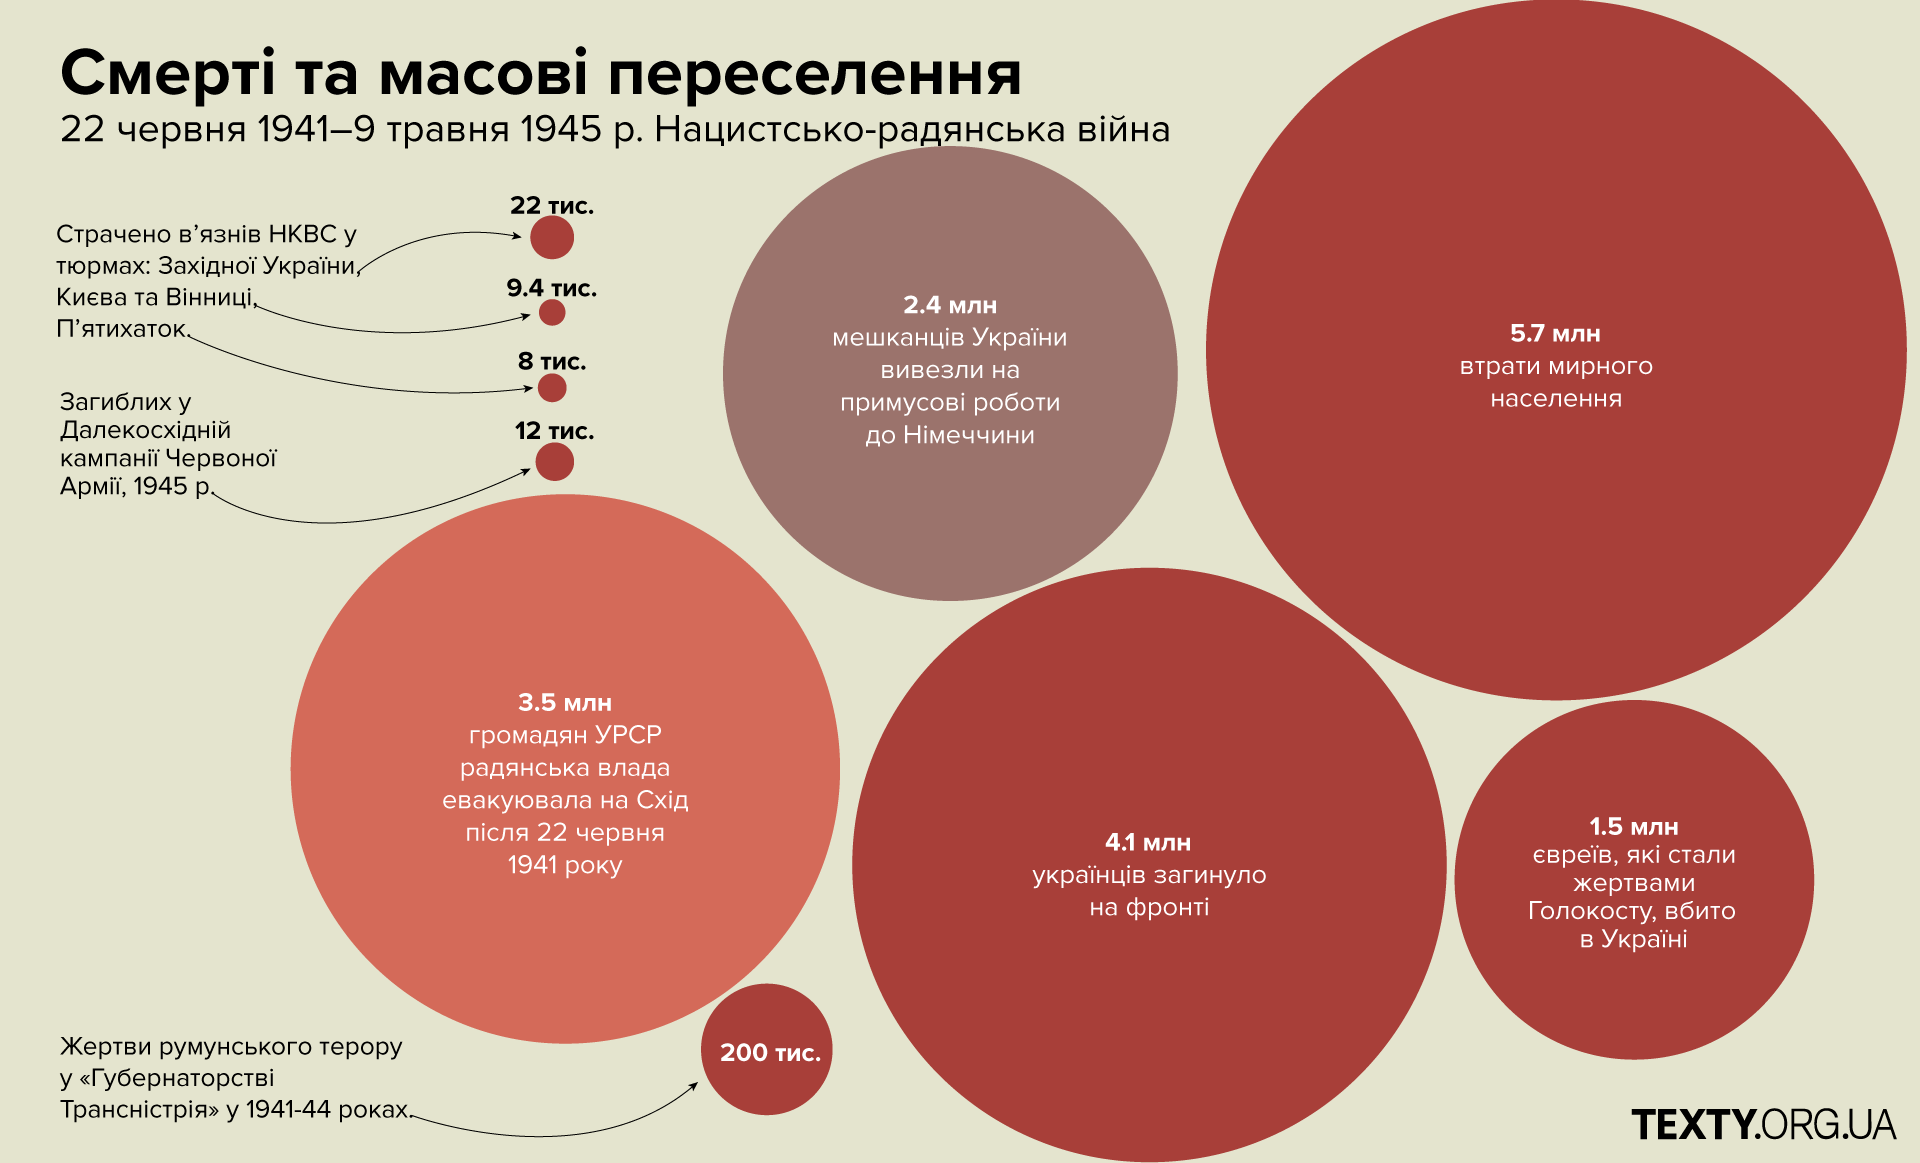 Смерті та масові переселення
22 червня 1941–9 травня 1945 р. Нацистсько-радянська війна
Страчено в’язнів НКВС у
тюрмах: Західної України,
Києва та Вінниці,
П’ятихаток.
22 тис.
9.4 тис.
8 тис.
Загиблих у
Далекосхідній
кампанії Червоної
Армії, 1945 р.
12 тис.
2.4 млн
мешканців України
вивезли на
примусові роботи
до Німеччини
5.7 млн
втрати мирного
населення
3.5 млн
громадян УРСР
радянська влада
евакуювала на Схід
після 22 червня
1941 року
4.1 млн
українців загинуло
на фронті
1.5 млн
євреїв, які стали
жертвами
Голокосту, вбито
в Україні
Жертви румунського терору
у «Губернаторстві
Трансністрія» у 1941-44 роках.
200 тис.
TEXTY.ORG.UA